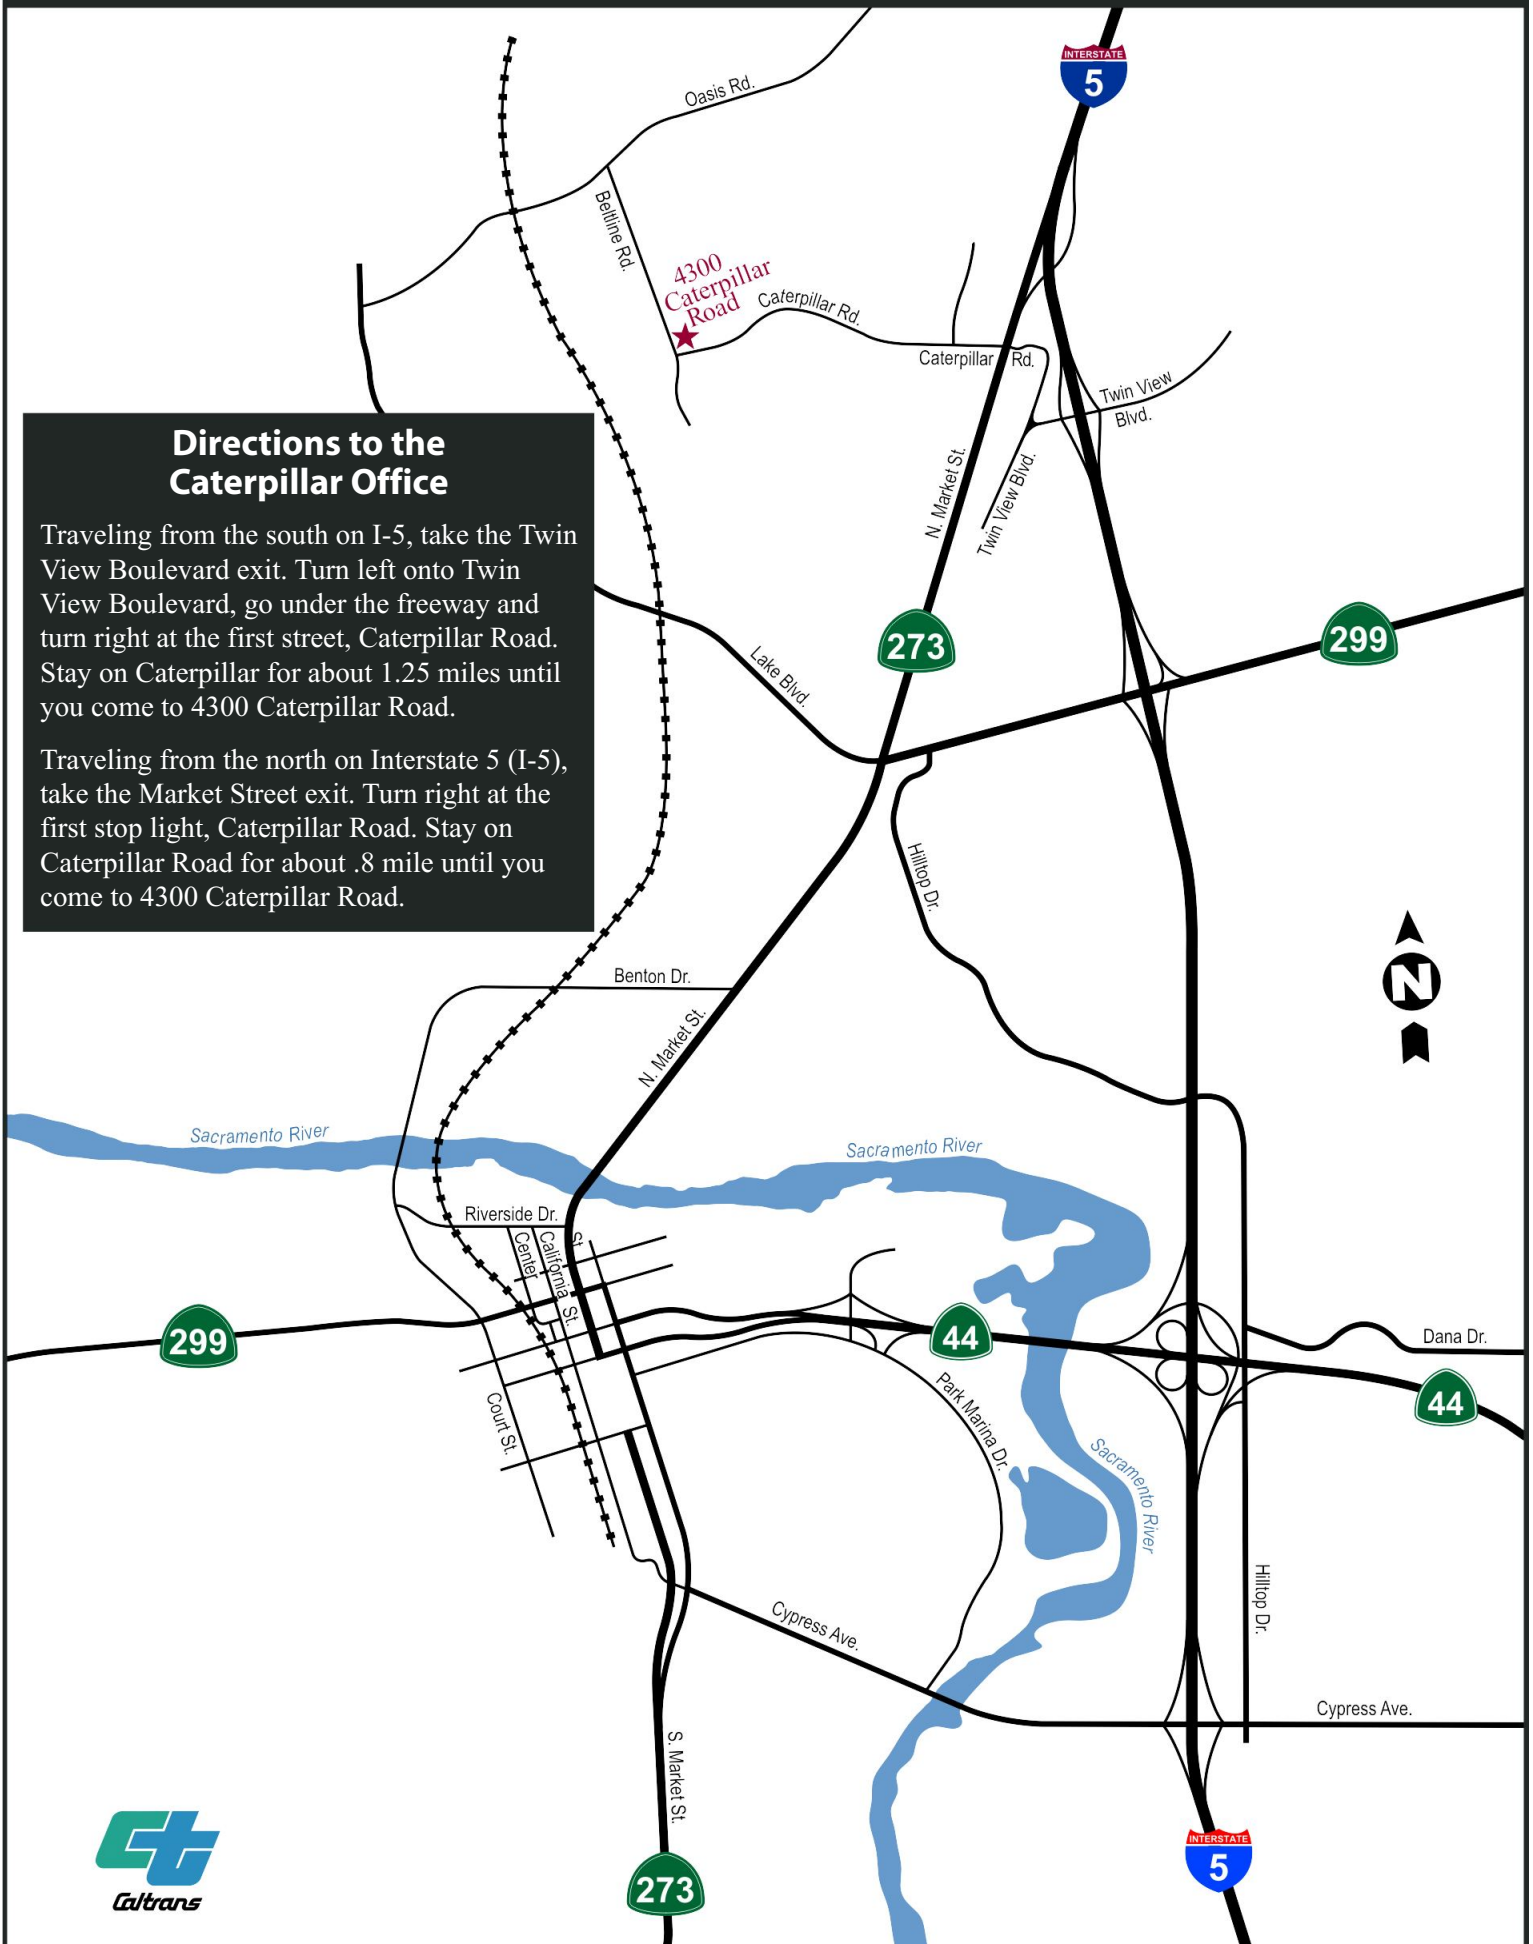 INTERSTATE
5
Oasis Rd.
Beltline Rd.
4300
Caterpillar
Road
Caterpillar Rd.
Caterpillar Rd.
Twin View
Blvd.
Twin View Blvd.
N. Market St.
Directions to the
Caterpillar Office
Traveling from the south on I-5, take the Twin
View Boulevard exit. Turn left onto Twin
View Boulevard, go under the freeway and
turn right at the first street, Caterpillar Road.
Stay on Caterpillar for about 1.25 miles until
you come to 4300 Caterpillar Road.
Traveling from the north on Interstate 5 (I-5),
take the Market Street exit. Turn right at the
first stop light, Caterpillar Road. Stay on
Caterpillar Road for about .8 mile until you
come to 4300 Caterpillar Road.
273
299
Lake Blvd.
Hilltop Dr.
N
Benton Dr.
N. Market St.
Sacramento River
Sacramento River
Riverside Dr.
Center
St.
California St.
299
44
Dana Dr.
44
Court St.
Park Marina Dr.
Sacramento River
Hilltop Dr.
Cypress Ave.
Cypress Ave.
S. Market St.
INTERSTATE
5
273
Ct
Caltrans